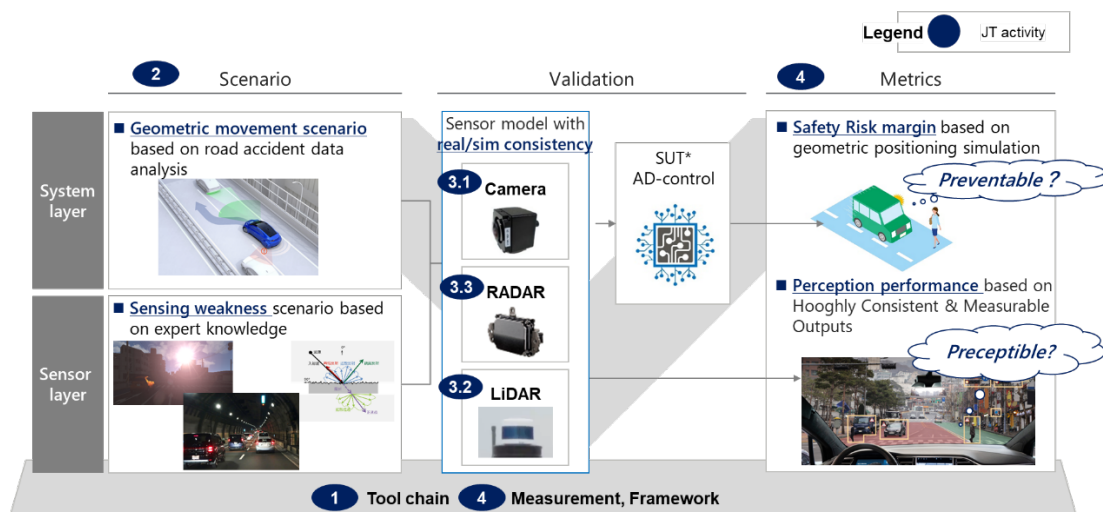 Legend
JT activity
2
Scenario
Validation
4
Metrics
System
layer
Geometric movement scenario
based on road accident data
analysis
Sensor model with
real/sim consistency
3.1
Camera
3.3
RADAR
3.2
LiDAR
SUT*
AD-control
Safety Risk margin based on
geometric positioning simulation
Preventable ?
Sensor
layer
Sensing weakness scenario based
on expert knowledge
Perception performance based on
Hooghly Consistent & Measurable
Outputs
Preceptible?
1
Tool chain
4
Measurement, Framework